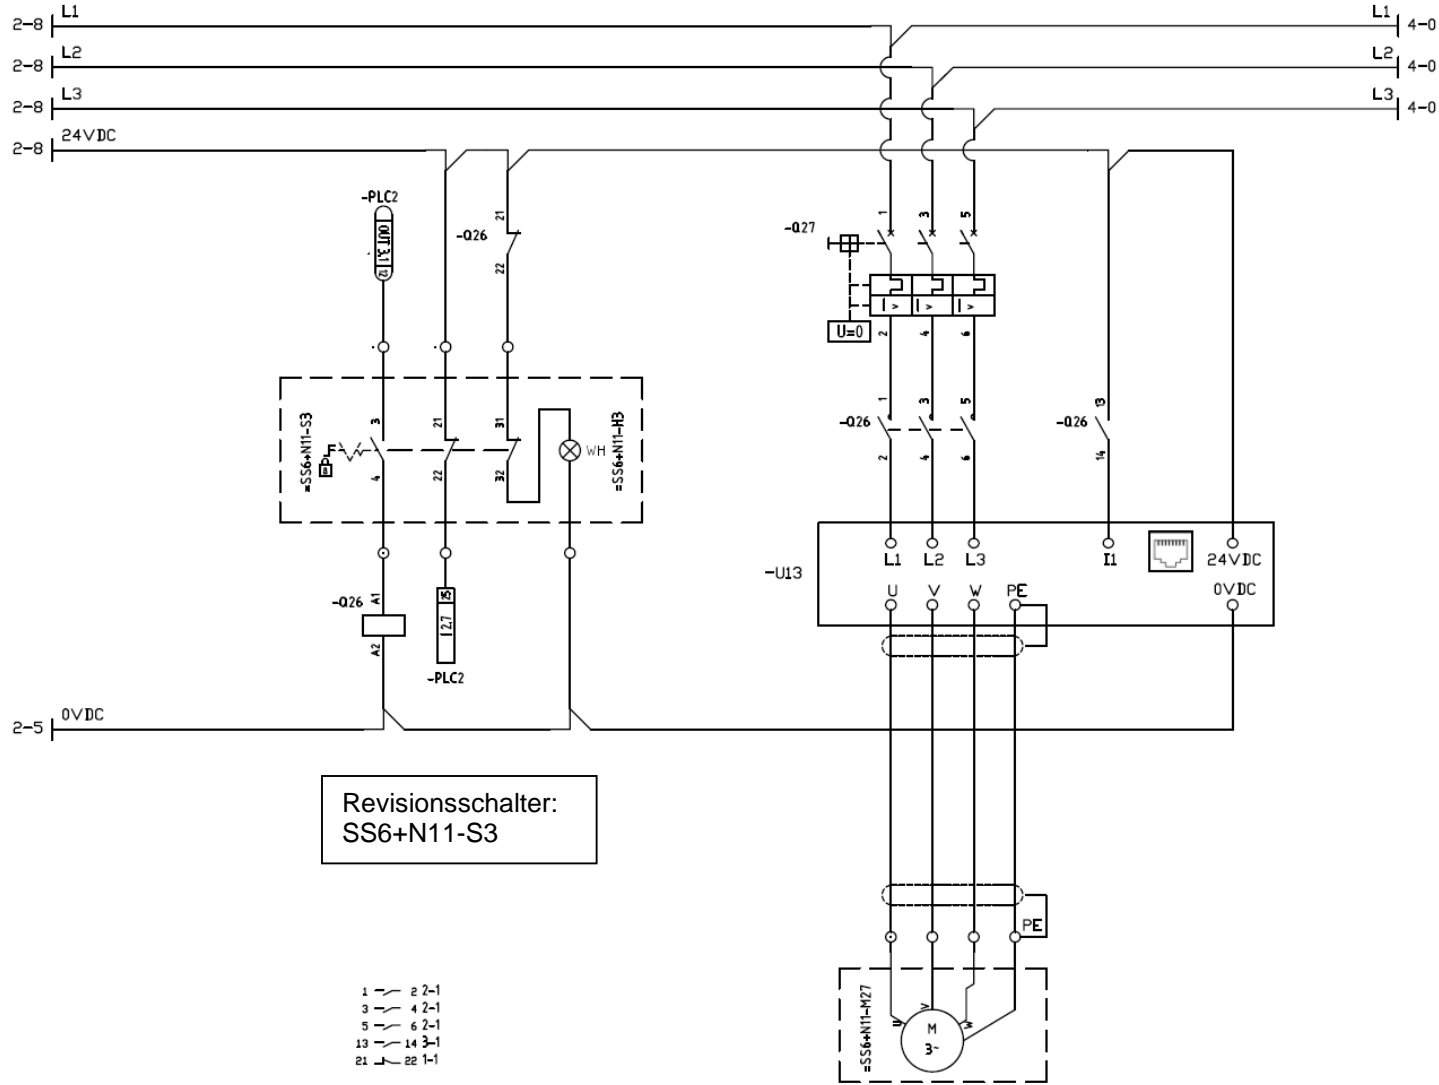 2-8 L1 L1 4-0
2-8 L2 L2 4-0
2-8 L3 L3 4-0
2-8 24VDC
-PLC2
OUT 3.1
12
-Q26
21
22
-Q27
1 3 5
I> I> I>
U=0
2 4 6
=SS6+N11-S3
3
4
21
22
31
32
WH
=SS6+N11-H3
-Q26
1 3 5
2 4 6
-Q26
13
14
-U13
L1 L2 L3 I1 24VDC
U V W PE 0VDC
-Q26
A1
A2
25
I 2.7
-PLC2
2-5 0VDC
Revisionsschalter:
SS6+N11-S3
PE
=SS6+N11-M27
U V W
M
3~
1 2 2-1
3 4 2-1
5 6 2-1
13 14 3-1
21 22 1-1